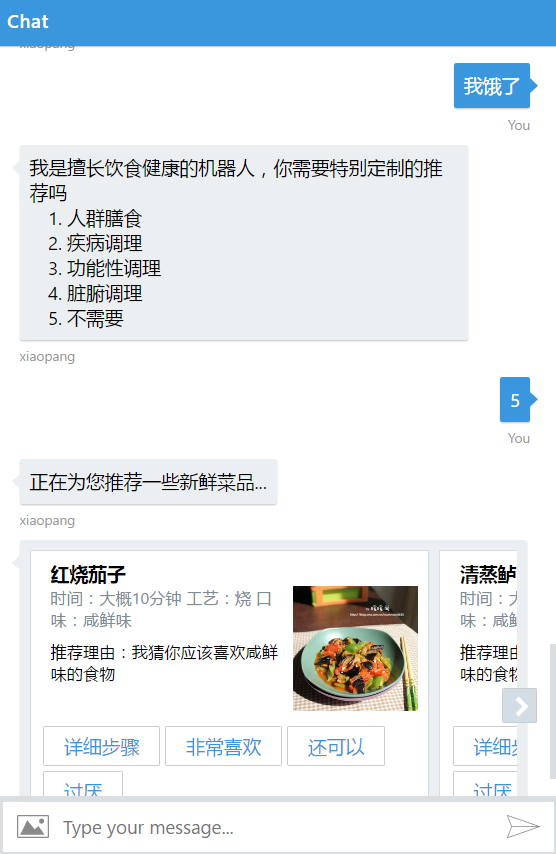 Chat
xiaopang
我饿了
You
我是擅长饮食健康的机器人，你需要特别定制的推
荐吗
1. 人群膳食
2. 疾病调理
3. 功能性调理
4. 脏腑调理
5. 不需要
xiaopang
5
You
正在为您推荐一些新鲜菜品...
xiaopang
红烧茄子
时间：大概10分钟 工艺：烧 口
味：咸鲜味
推荐理由：我猜你应该喜欢咸鲜
味的食物
详细步骤
非常喜欢
还可以
讨厌
清蒸鲈
时间：大
味：咸鲜味
推荐理由
味的食物
详细步
讨厌
Type your message...